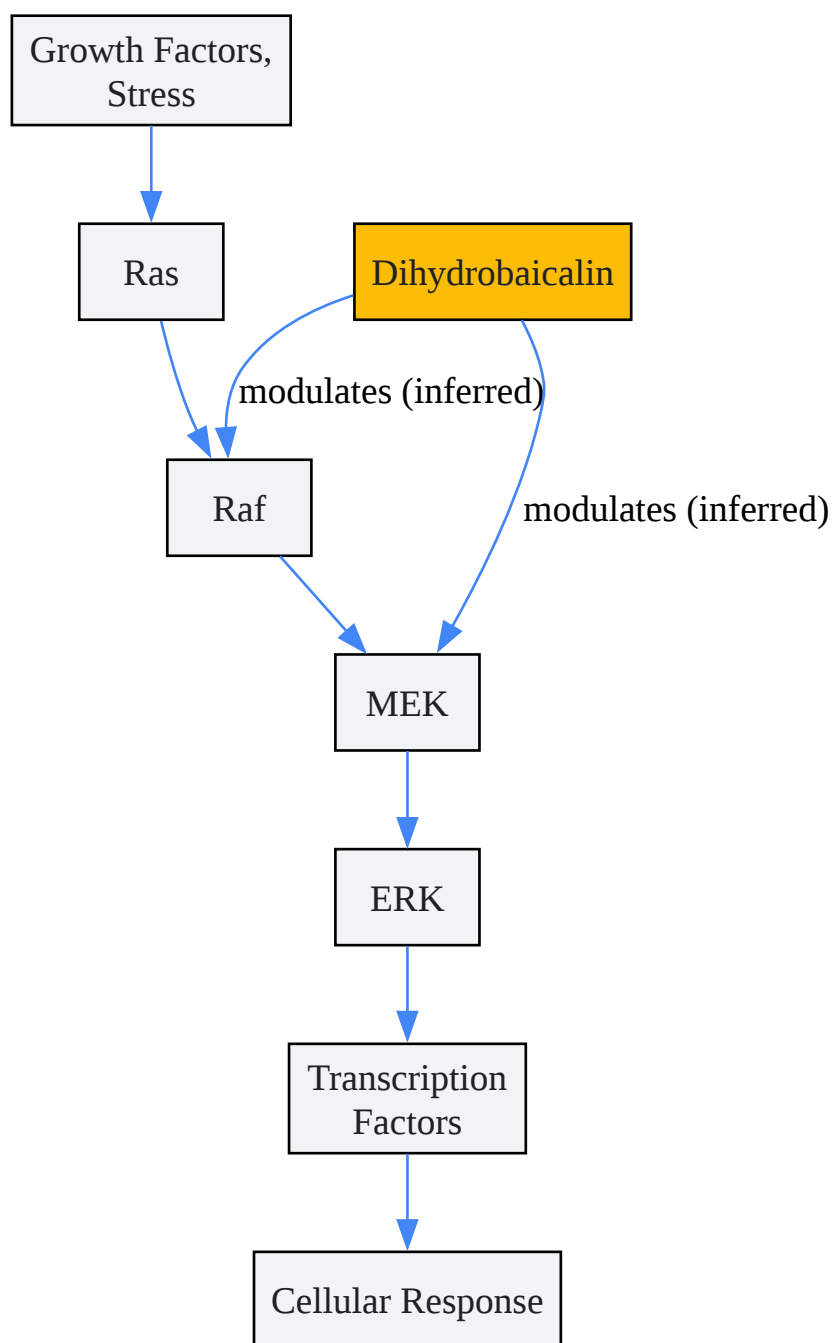 Growth Factors,
Stress
Ras
Dihydrobaicalin
modulates (inferred)
Raf
modulates (inferred)
MEK
ERK
Transcription
Factors
Cellular Response